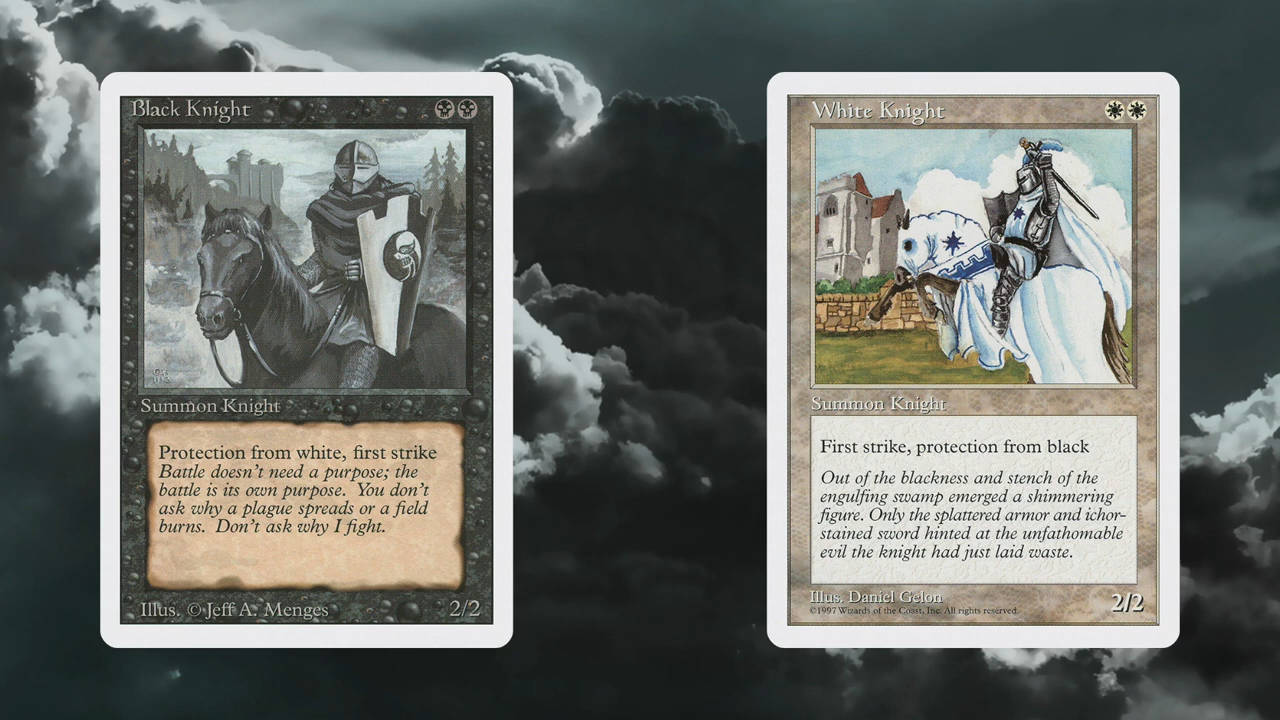 Black Knight
Summon Knight
Protection from white, first strike
Battle doesn't need a purpose; the
battle is its own purpose. You don't
ask why a plague spreads or a field
burns. Don't ask why I fight.
Illus. © Jeff A. Menges
2/2
White Knight
Summon Knight
First strike, protection from black
Out of the blackness and stench of the
engulfing swamp emerged a shimmering
figure. Only the splattered armor and ichor-
stained sword hinted at the unfathomable
evil the knight had just laid waste.
Illus. Daniel Gelon
©1997 Wizards of the Coast, Inc. All rights reserved.
2/2